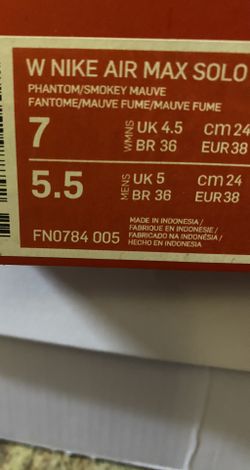 W NIKE AIR MAX SOLO
PHANTOM/SMOKEY MAUVE
FANTOME/MAUVE FUME/MAUVE FUME
7 WMNS UK 4.5 cm 24
BR 36 EUR 38
5.5 MENS UK 5 cm 24
BR 36 EUR 38
MADE IN INDONESIA/
FABRIQUE EN INDONESIE/
FABRICADO NA INDONÉSIA/
HECHO EN INDONESIA
FN0784 005